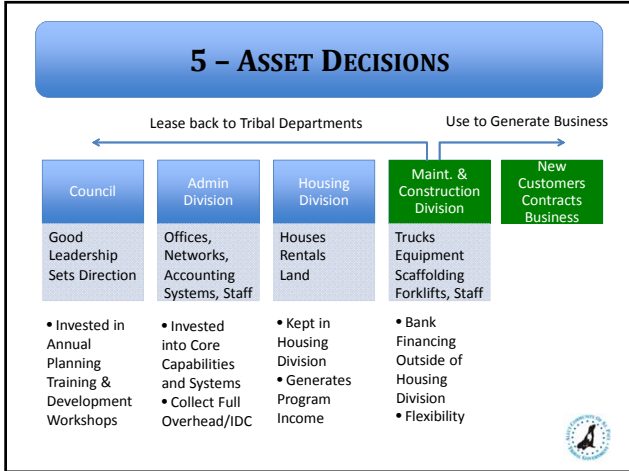 5 – ASSET DECISIONS
Lease back to Tribal Departments
Use to Generate Business
Council
Good
Leadership
Sets Direction
• Invested in
Annual
Planning
Training &
Development
Workshops
Admin
Division
Offices,
Networks,
Accounting
Systems, Staff
• Invested
into Core
Capabilities
and Systems
• Collect Full
Overhead/IDC
Housing
Division
Houses
Rentals
Land
• Kept in
Housing
Division
• Generates
Program
Income
Maint. &
Construction
Division
Trucks
Equipment
Scaffolding
Forklifts, Staff
• Bank
Financing
Outside of
Housing
Division
• Flexibility
New
Customers
Contracts
Business